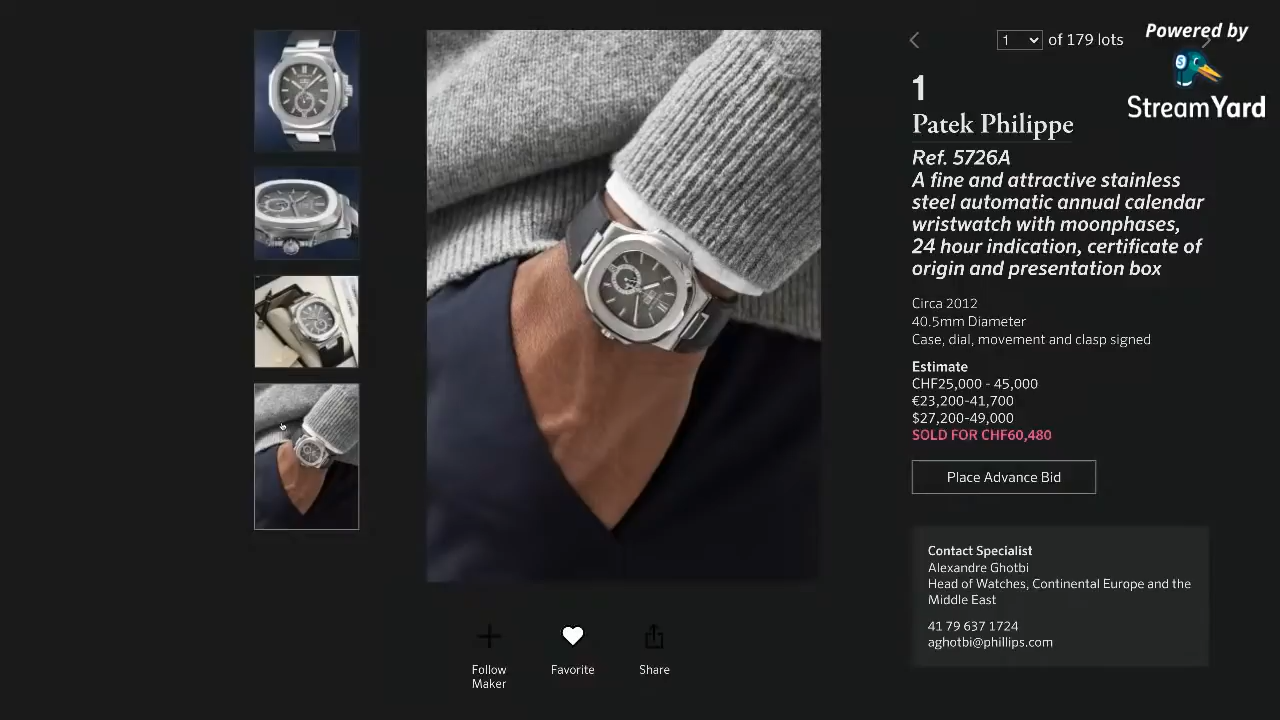 Powered by
StreamYard
1 of 179 lots
1
Patek Philippe
Ref. 5726A
A fine and attractive stainless
steel automatic annual calendar
wristwatch with moonphases,
24 hour indication, certificate of
origin and presentation box
Circa 2012
40.5mm Diameter
Case, dial, movement and clasp signed
Estimate
CHF25,000 - 45,000
€23,200-41,700
$27,200-49,000
SOLD FOR CHF60,480
Place Advance Bid
Contact Specialist
Alexandre Ghotbi
Head of Watches, Continental Europe and the
Middle East
41 79 637 1724
aghotbi@phillips.com
Follow
Maker
Favorite
Share